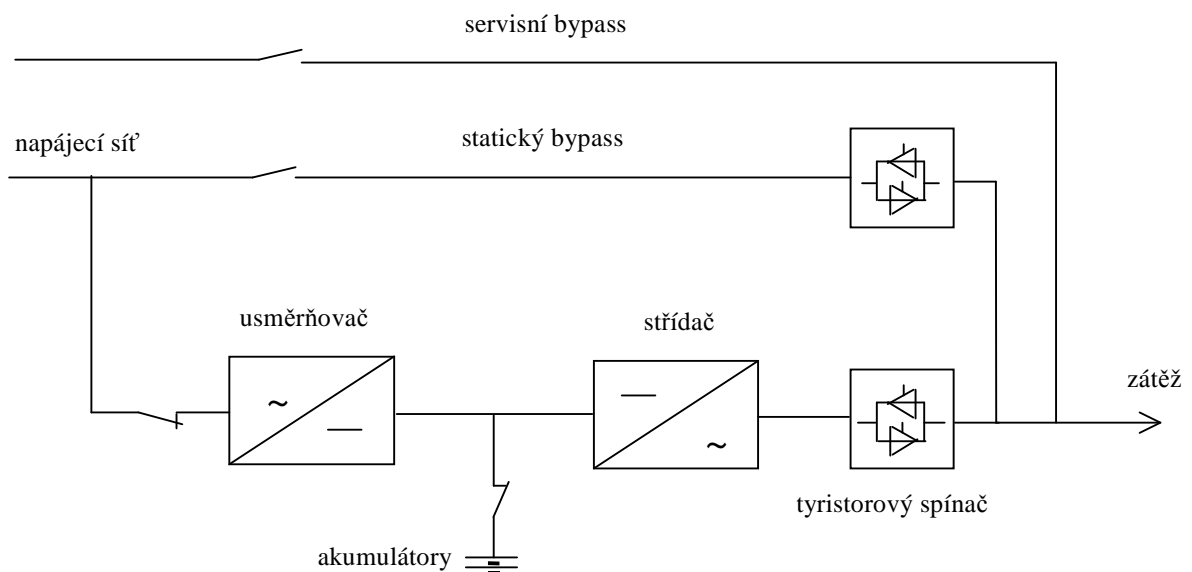 servisní bypass
napájecí síť
statický bypass
usměrňovač
střídač
zátěž
~
~
tyristorový spínač
akumulátory